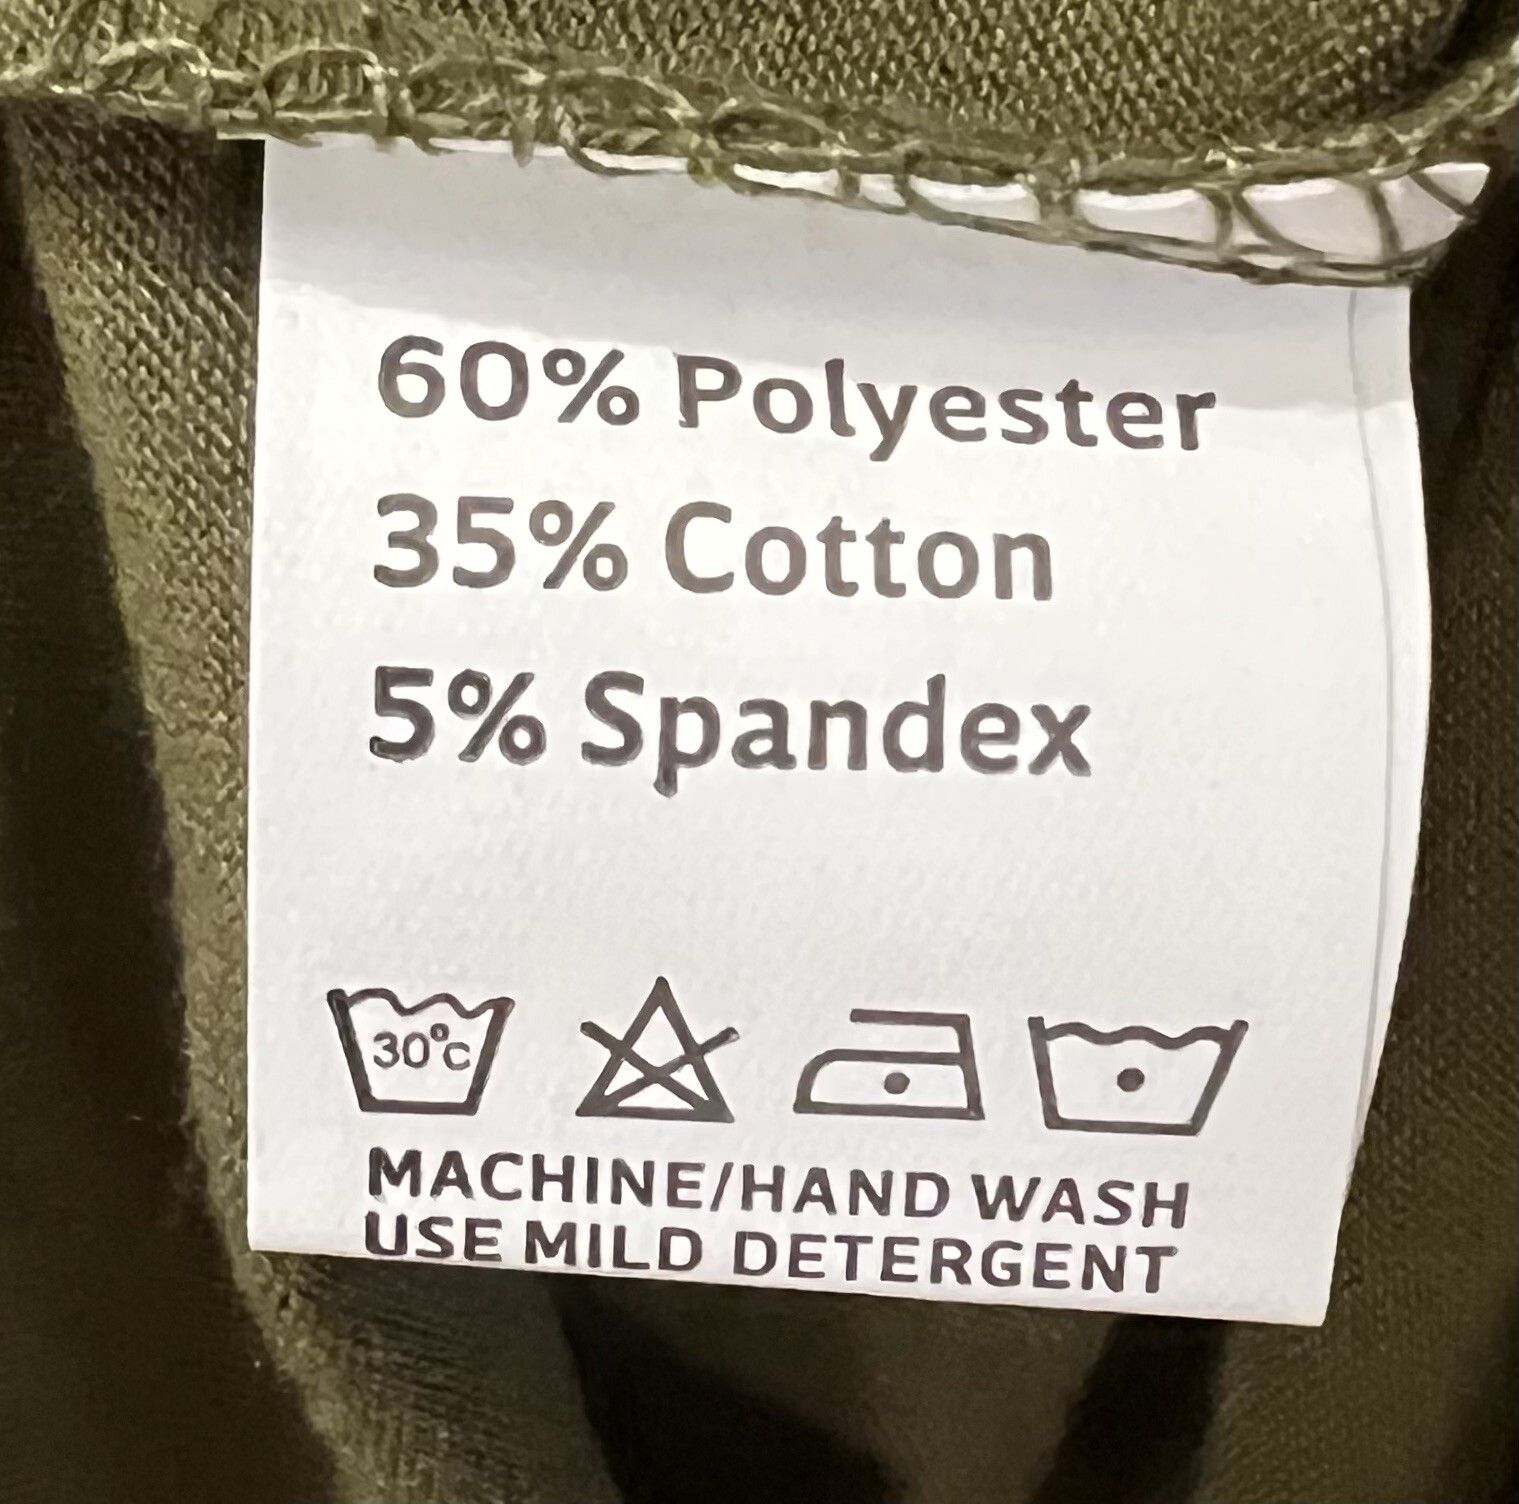 60% Polyester
35% Cotton
5% Spandex
30°c
MACHINE/HAND WASH
USE MILD DETERGENT